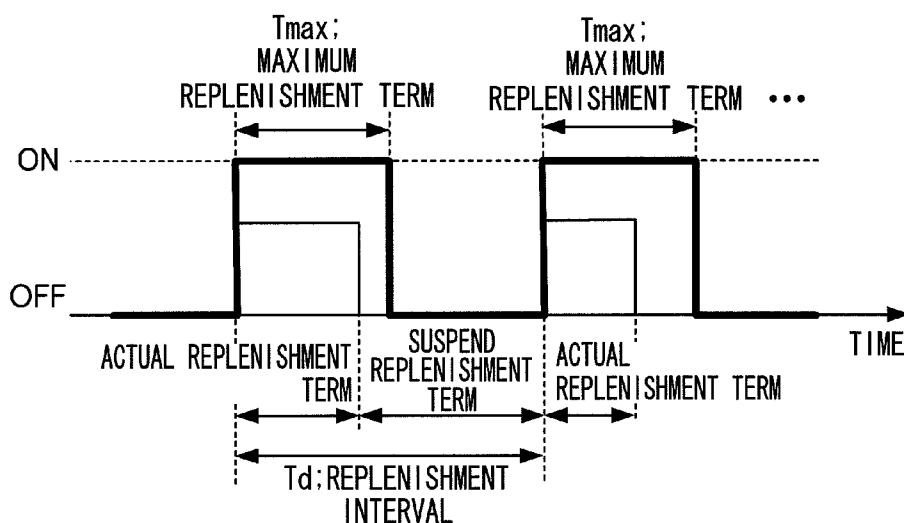 Tmax;
MAXIMUM
REPLENISHMENT TERM
Tmax;
MAXIMUM
REPLENISHMENT TERM •••
ON
OFF
TIME
ACTUAL REPLENISHMENT
TERM
SUSPEND
REPLENISHMENT
TERM
ACTUAL
REPLENISHMENT TERM
Td;REPLENISHMENT
INTERVAL